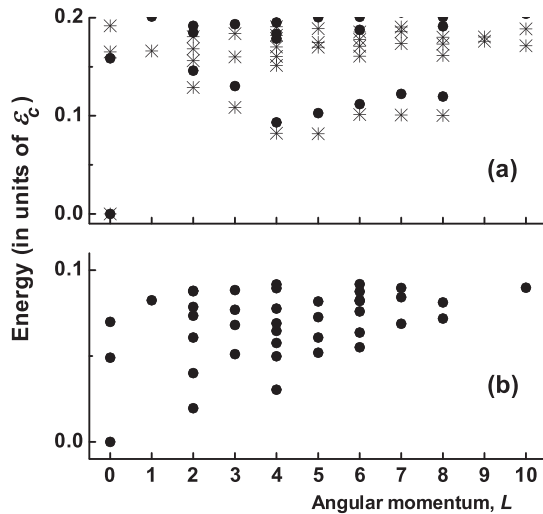 0.2
0.1
0.0
(a)
Energy (in units of εc)
0.1
0.0
(b)
0 1 2 3 4 5 6 7 8 9 10
Angular momentum, L